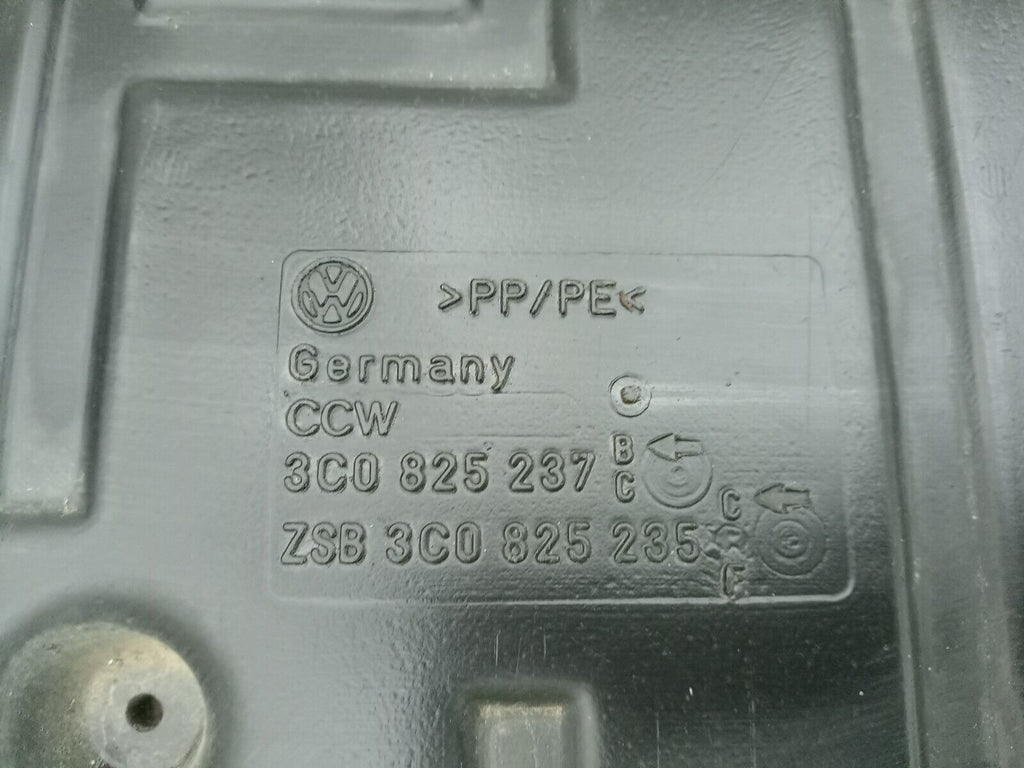 >PP/PE<
Germany
CCW
3C0 825 237 B
C
ZSB 3C0 825 235 C
F